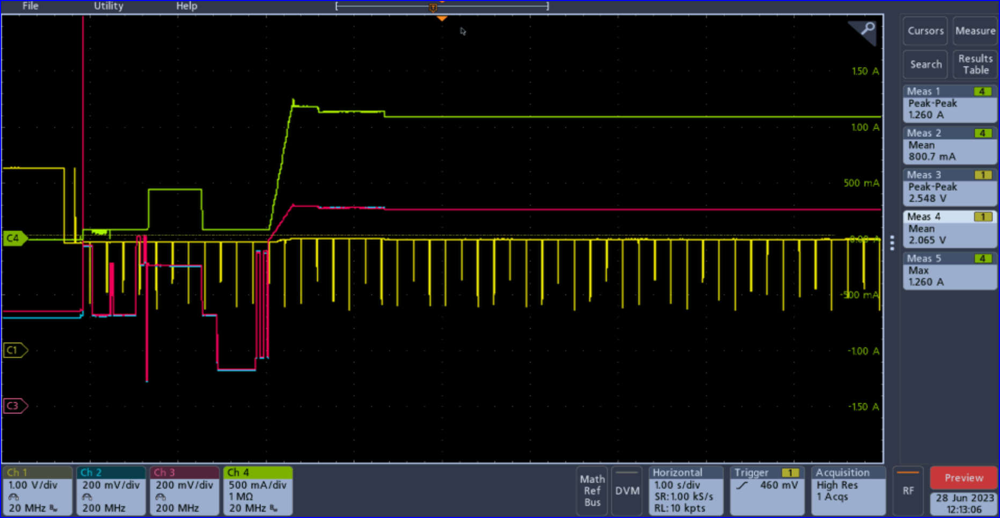 File Utility Help
T
Cursors Measure
Search Results Table
1.50 A
1.00 A
500 mA
0.00 A
-500 mA
-1.00 A
-1.50 A
C4
C1
C3
Meas 1 4
Peak-Peak
1.260 A
Meas 2 4
Mean
800.7 mA
Meas 3 1
Peak-Peak
2.548 V
Meas 4 1
Mean
2.065 V
Meas 5 4
Max
1.260 A
Ch 1
1.00 V/div
20 MHz Bw
Ch 2
200 mV/div
200 MHz
Ch 3
200 mV/div
200 MHz
Ch 4
500 mA/div
1 MΩ
20 MHz Bw
Math
Ref
Bus
DVM
Horizontal
1.00 s/div
SR: 1.00 kS/s
RL: 10 kpts
Trigger 1
460 mV
Acquisition
High Res
1 Acqs
RF
Preview
28 Jun 2023
12:13:06